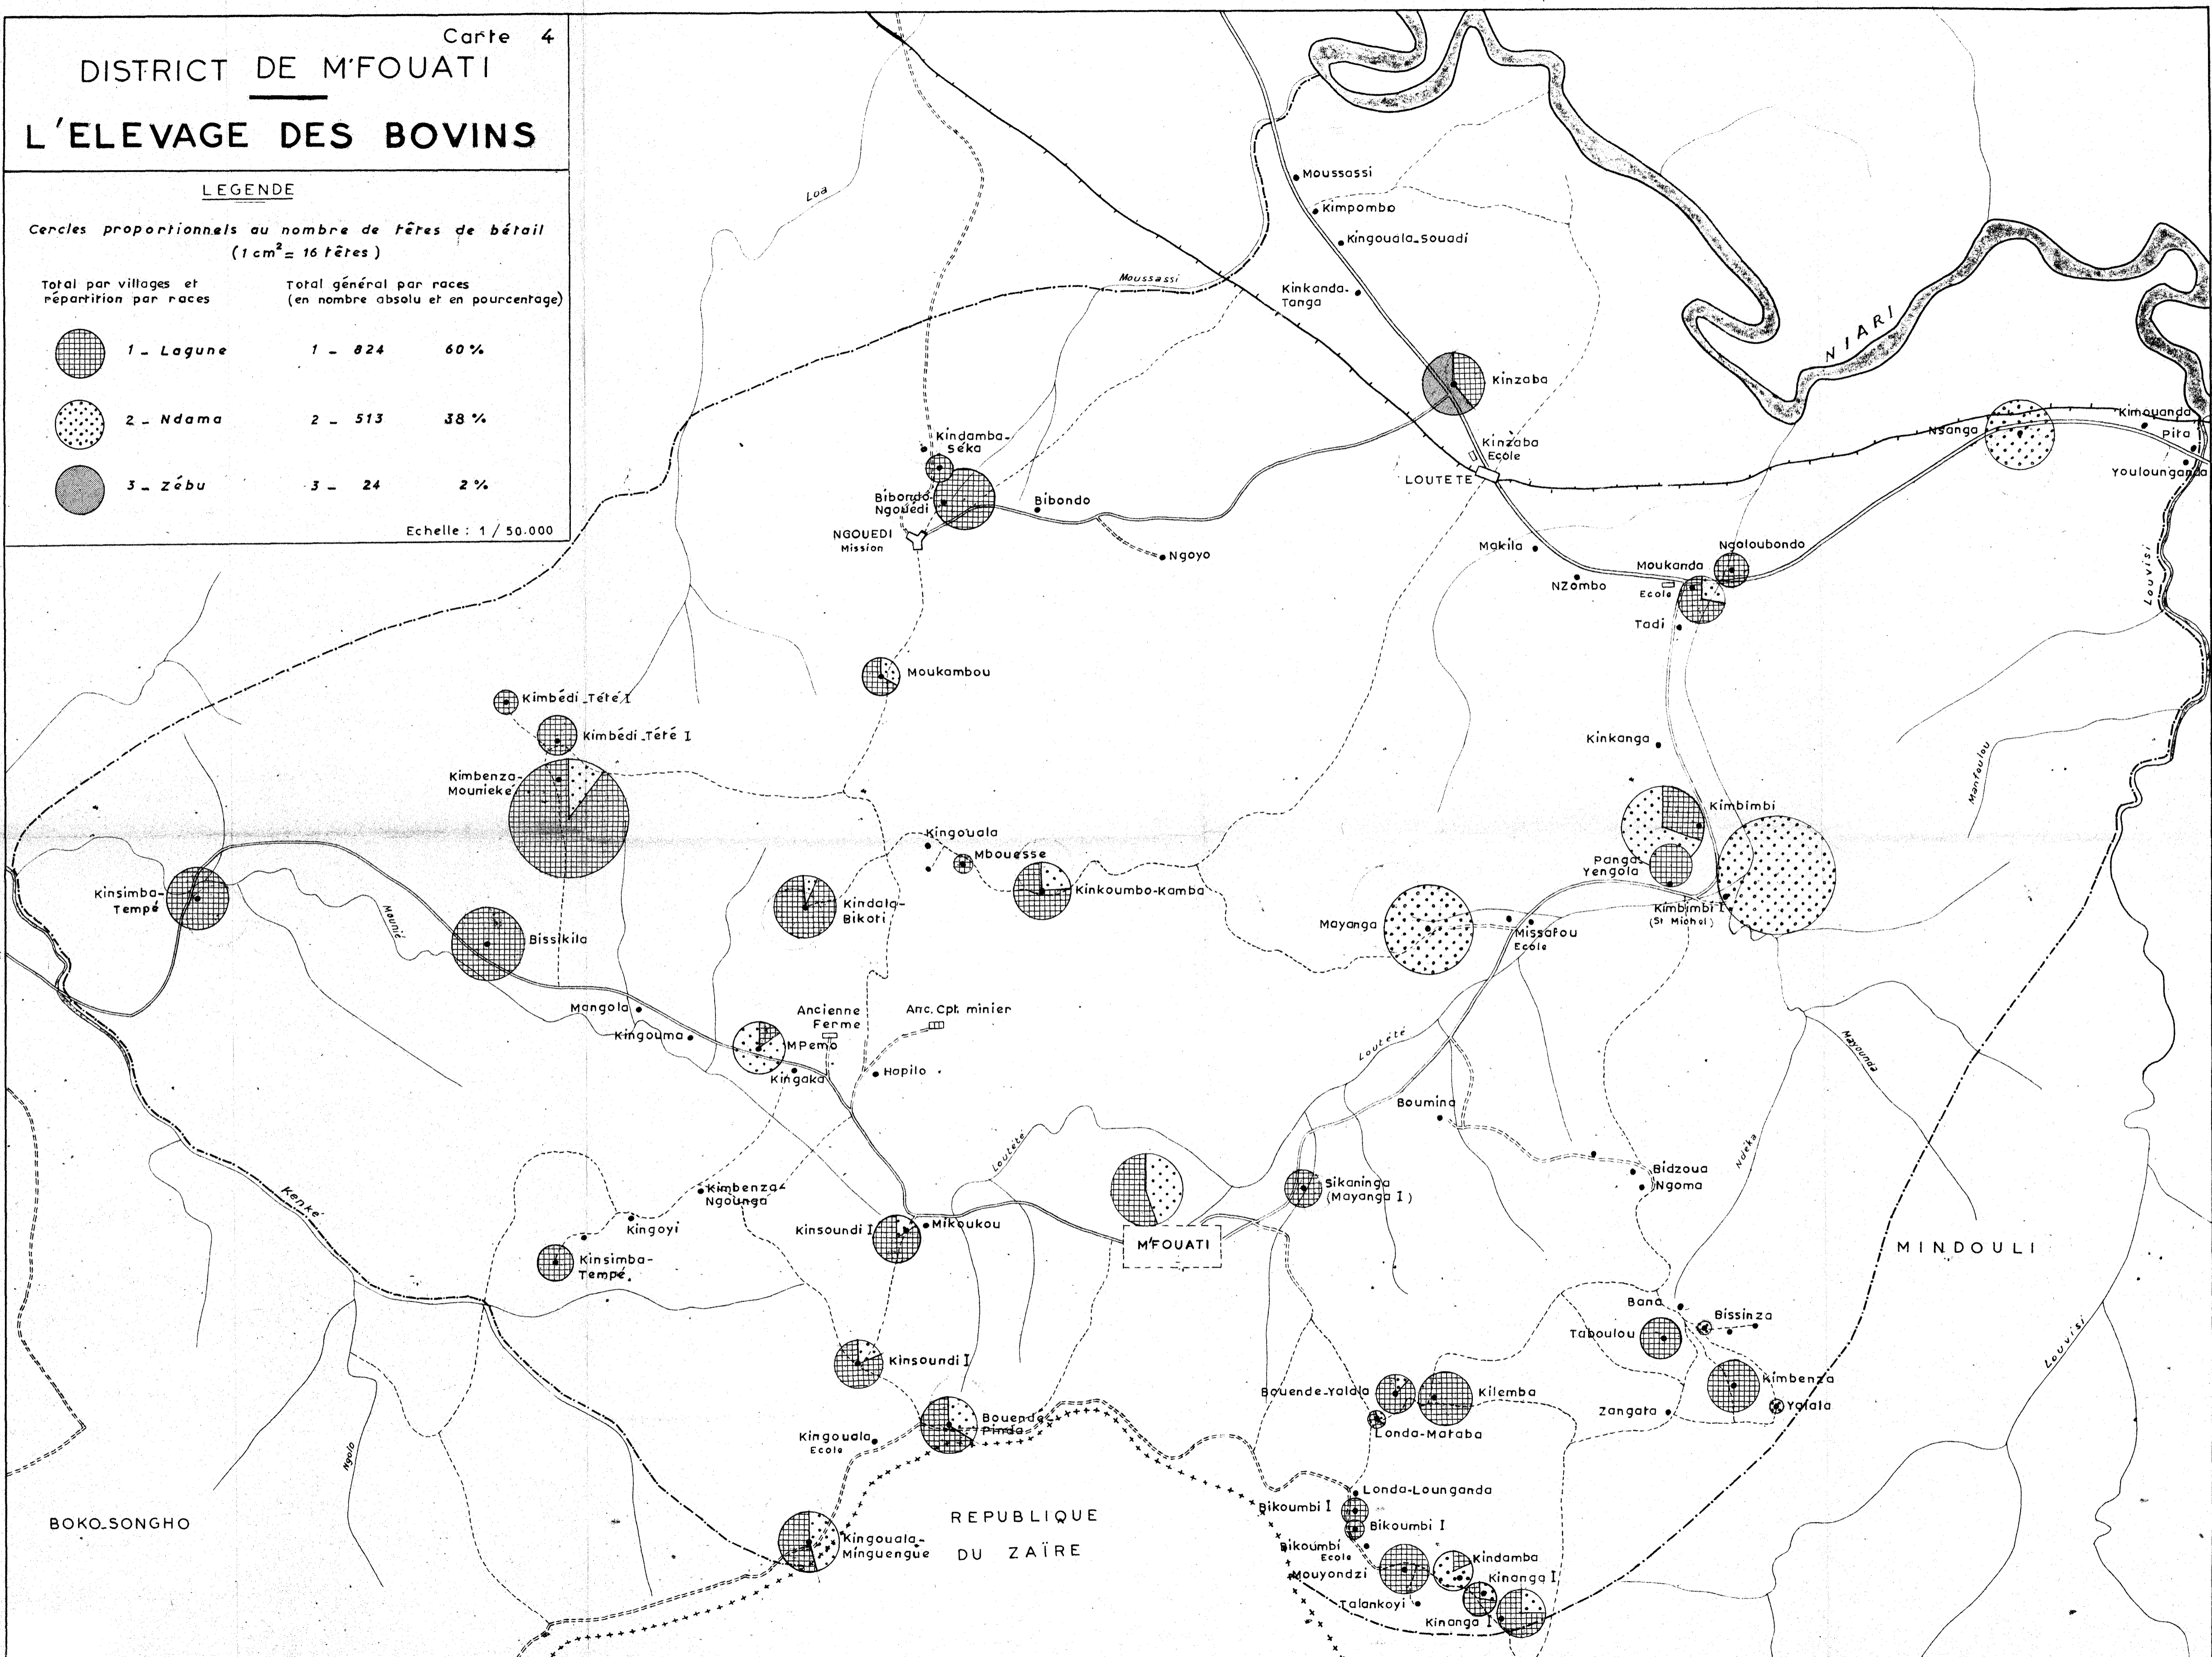 Carte 4
DISTRICT DE M'FOUATI
L'ELEVAGE DES BOVINS
LEGENDE
Cercles proportionnels au nombre de têtes de bétail
(1 cm² = 16 têtes)
Total par villages et
répartition par races
Total général par races
(en nombre absolu et en pourcentage)
1 _ Lagune 1 _ 824 60 %
2 _ Ndama 2 _ 513 38 %
3 _ Zébu 3 _ 24 2 %
Echelle : 1 / 50.000
Loa
Moussassi
Moussassi
Kimpombo
Kingouala_Souadi
Kinkanda-
Tanga
NIARI
Kinzaba
Kinzaba
Ecole
LOUTETE
Nsanga
Kimouanda
Pita
Youlounganda
Kindamba-
Séka
Bibondo-
Ngouédi
Bibondo
NGOUEDI
Mission
Ngoyo
Makila
NZombo
Moukanda
Ecole
Ngoloubondo
Tadi
Louvisi
Moukambou
Kimbédi_Tété I
Kimbédi_Tété I
Kimbenza-
Mounieké
Kinkanga
Manfoulou
Kimbimbi
Panga-
Yengola
Kimbimbi I
(St Michel)
Kingouala
Mbouesse
Kinkoumbo-Kamba
Kindala-
Bikoti
Kinsimba-
Tempé
Mounié
Bissikila
Mayanga
Missafou
Ecole
Mangola
Kingouma
Ancienne
Ferme
Anc. Cpt. minier
MPemo
Kingaka
Hapilo
Loutété
Mayounda
Boumina
Loutété
Ndéka
Bidzoua
Ngoma
Kenké
Kimbenza-
Ngounga
Kingoyi
Kinsimba-
Tempé
Kinsoundi I
Mikoukou
M'FOUATI
Sikaninga
(Mayanga I)
MINDOULI
Bana
Bissinza
Taboulou
Louvisi
Kinsoundi I
Bouende-Yalala
Kilemba
Kimbenza
Zangata
Yalala
Londa-Mataba
Bouende-
Pinda
Kingouala
Ecole
Ngolo
Londa-Lounganda
Bikoumbi I
Bikoumbi I
BOKO_SONGHO
REPUBLIQUE
DU ZAÏRE
Kingouala-
Minguengue
Bikoumbi
Ecole
Mouyondzi
Kindamba
Kinanga I
Talankoyi
Kinanga I